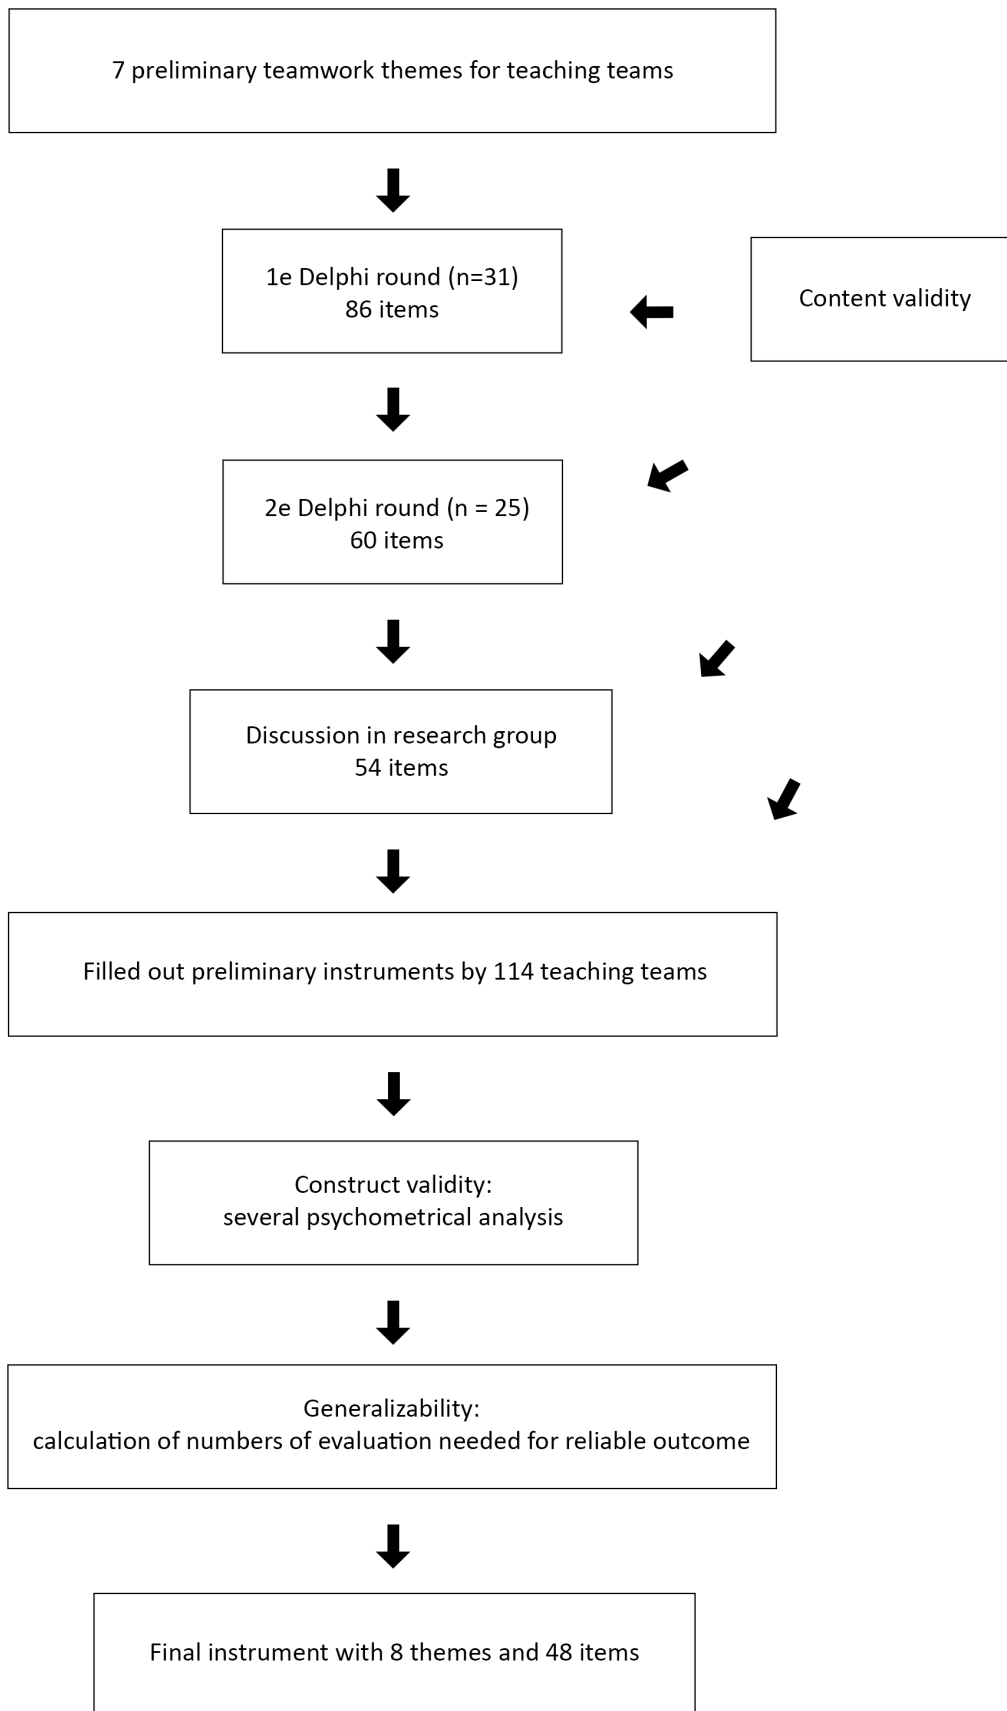 7 preliminary teamwork themes for teaching teams
1e Delphi round (n=31)
86 items
Content validity
2e Delphi round (n = 25)
60 items
Discussion in research group
54 items
Filled out preliminary instruments by 114 teaching teams
Construct validity:
several psychometrical analysis
Generalizability:
calculation of numbers of evaluation needed for reliable outcome
Final instrument with 8 themes and 48 items